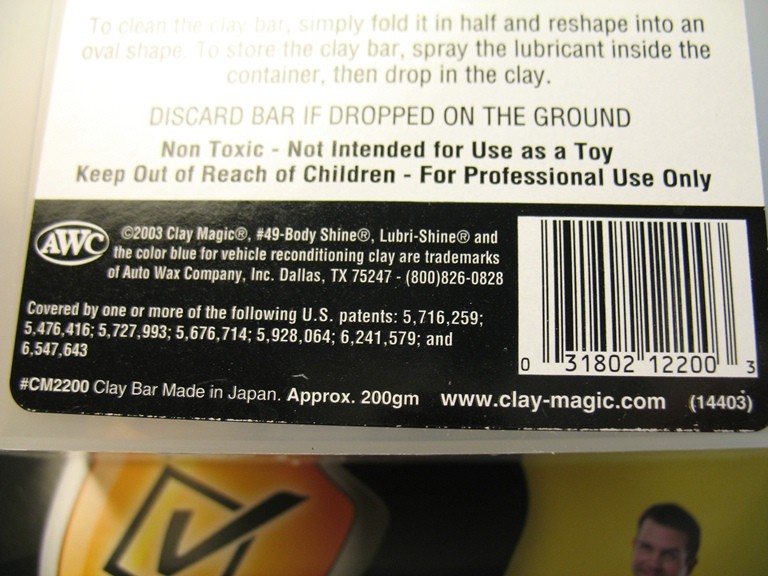 To clean the clay bar, simply fold it in half and reshape into an
oval shape. To store the clay bar, spray the lubricant inside the
container, then drop in the clay.
DISCARD BAR IF DROPPED ON THE GROUND
Non Toxic - Not Intended for Use as a Toy
Keep Out of Reach of Children - For Professional Use Only
AWC
©2003 Clay Magic®, #49-Body Shine®, Lubri-Shine® and
the color blue for vehicle reconditioning clay are trademarks
of Auto Wax Company, Inc. Dallas, TX 75247 - (800)826-0828
Covered by one or more of the following U.S. patents: 5,716,259;
5,476,416; 5,727,993; 5,676,714; 5,928,064; 6,241,579; and
6,547,643
0 31802 12200 3
#CM2200 Clay Bar Made in Japan. Approx. 200gm www.clay-magic.com (14403)